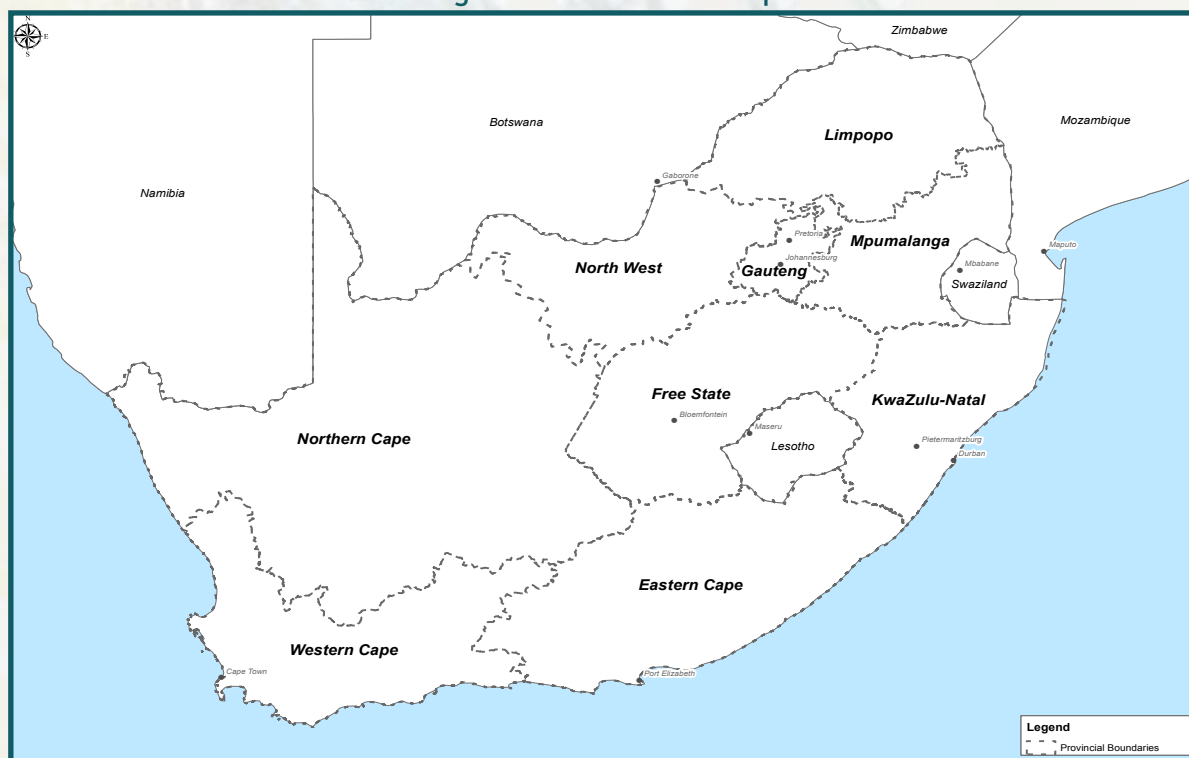 N
E
S
Zimbabwe
Botswana
Mozambique
Limpopo
Namibia
Gaborone
Pretoria
Mpumalanga
Maputo
Johannesburg
North West
Gauteng
Mbabane
Swaziland
Free State
KwaZulu-Natal
Bloemfontein
Maseru
Northern Cape
Lesotho
Pietermaritzburg
Durban
Eastern Cape
Western Cape
Cape Town
Port Elizabeth
Legend
Provincial Boundaries